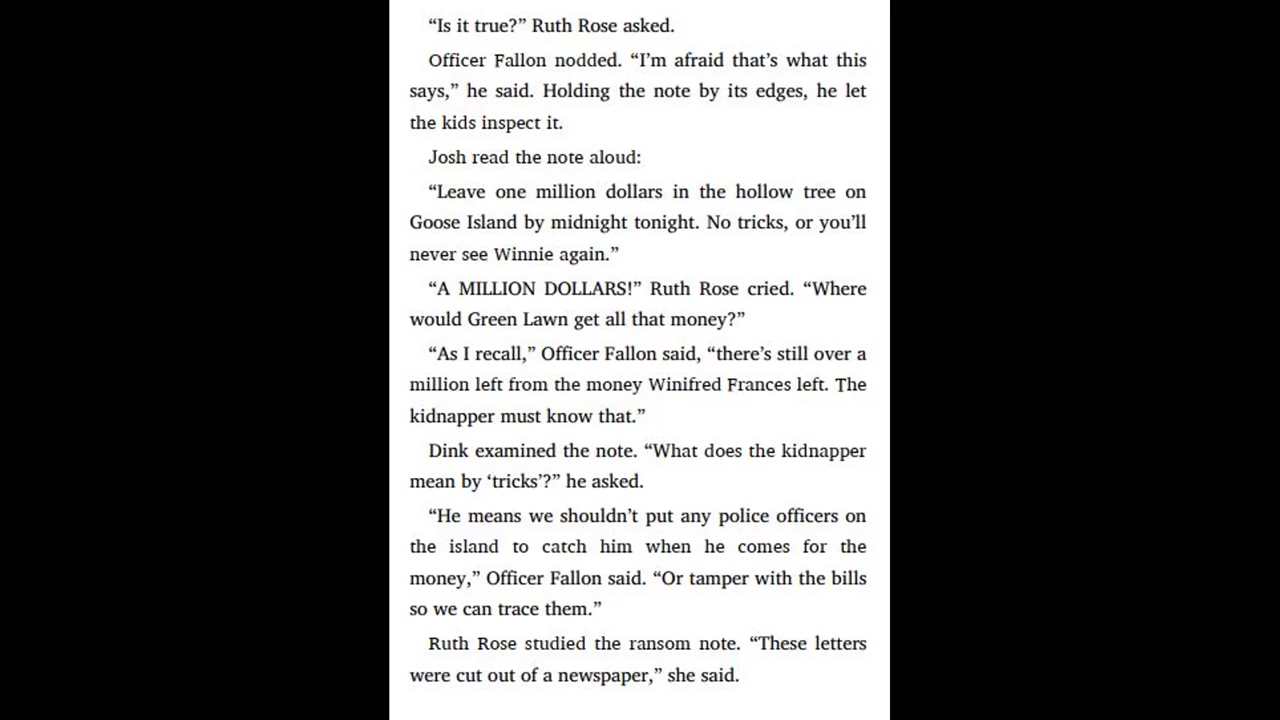 “Is it true?” Ruth Rose asked.
Officer Fallon nodded. “I’m afraid that’s what this
says,” he said. Holding the note by its edges, he let
the kids inspect it.
Josh read the note aloud:
“Leave one million dollars in the hollow tree on
Goose Island by midnight tonight. No tricks, or you’ll
never see Winnie again.”
“A MILLION DOLLARS!” Ruth Rose cried. “Where
would Green Lawn get all that money?”
“As I recall,” Officer Fallon said, “there’s still over a
million left from the money Winifred Frances left. The
kidnapper must know that.”
Dink examined the note. “What does the kidnapper
mean by ‘tricks’?” he asked.
“He means we shouldn’t put any police officers on
the island to catch him when he comes for the
money,” Officer Fallon said. “Or tamper with the bills
so we can trace them.”
Ruth Rose studied the ransom note. “These letters
were cut out of a newspaper,” she said.